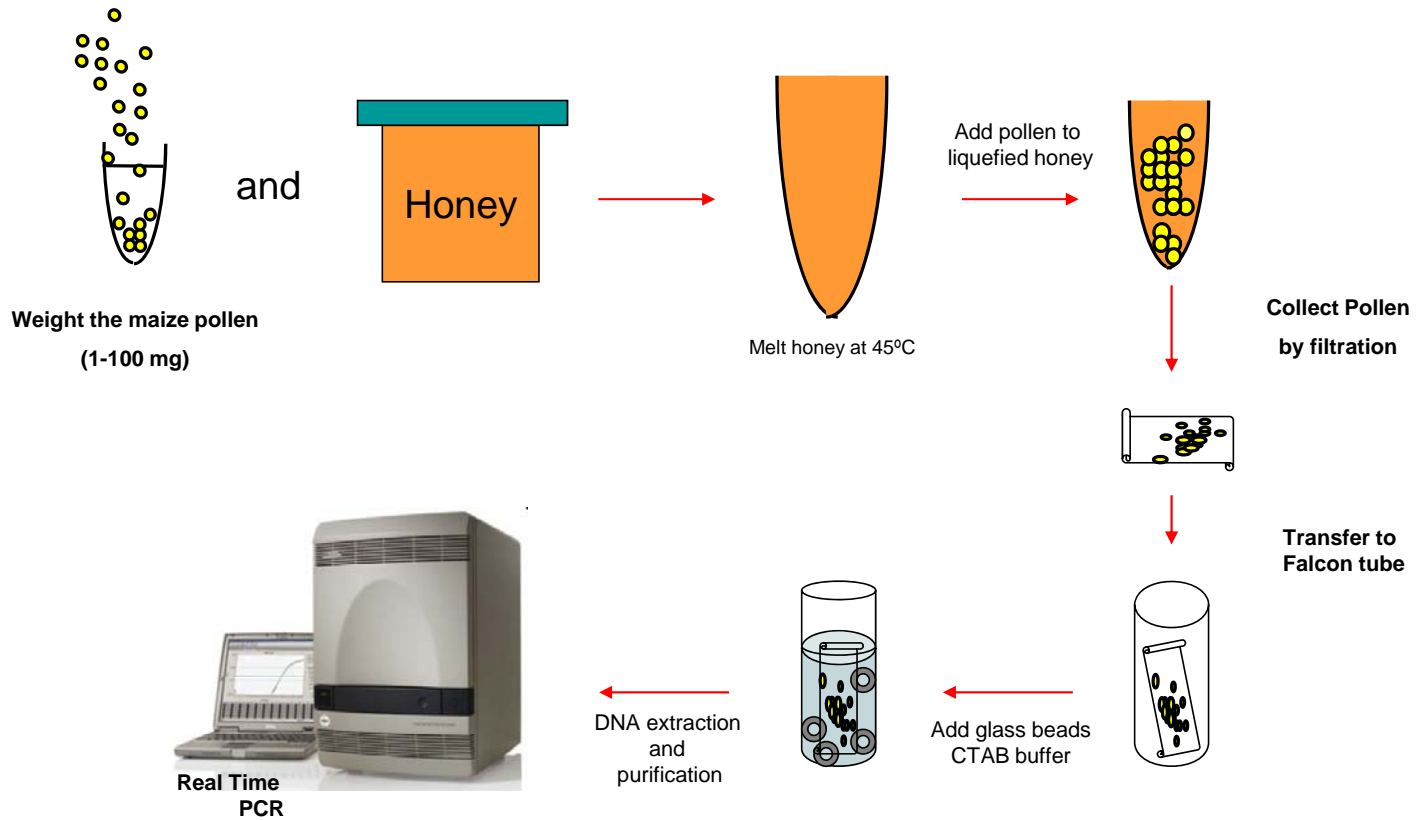 Weight the maize pollen
(1-100 mg)
and
Honey
Melt honey at 45ºC
Add pollen to
liquefied honey
Collect Pollen
by filtration
Transfer to
Falcon tube
Add glass beads
CTAB buffer
DNA extraction
and
purification
Real Time
PCR